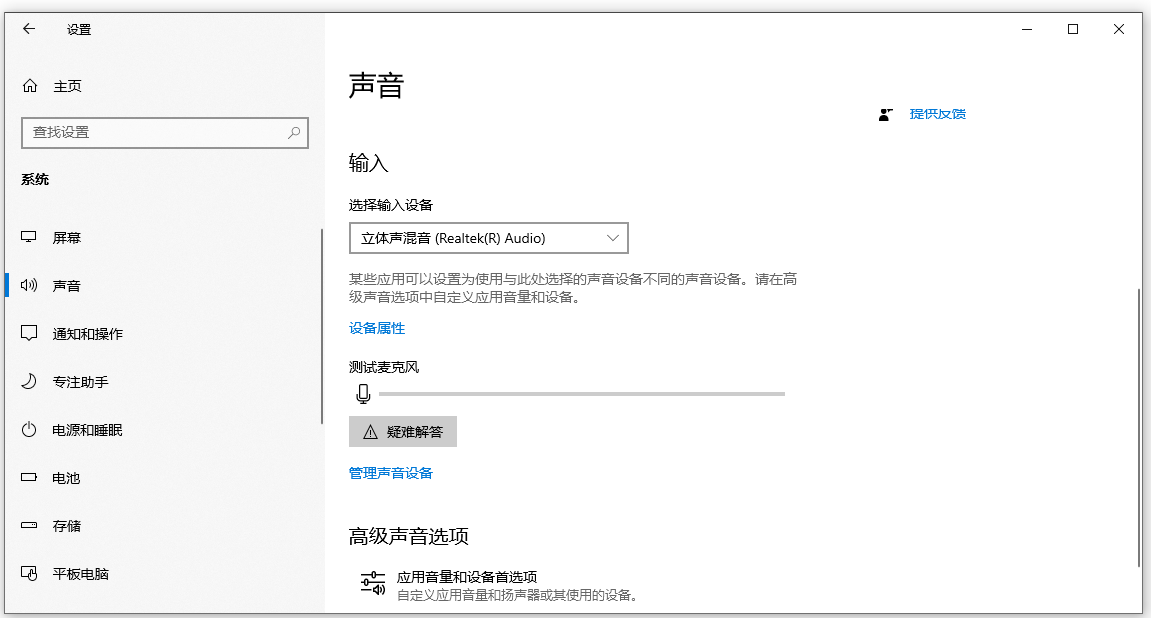 设置
主页
查找设置
系统
屏幕
声音
通知和操作
专注助手
电源和睡眠
电池
存储
平板电脑
声音
提供反馈
输入
选择输入设备
立体声混音 (Realtek(R) Audio)
某些应用可以设置为使用与此处选择的声音设备不同的声音设备。请在高
级声音选项中自定义应用音量和设备。
设备属性
测试麦克风
疑难解答
管理声音设备
高级声音选项
应用音量和设备首选项
自定义应用音量和扬声器或其使用的设备。